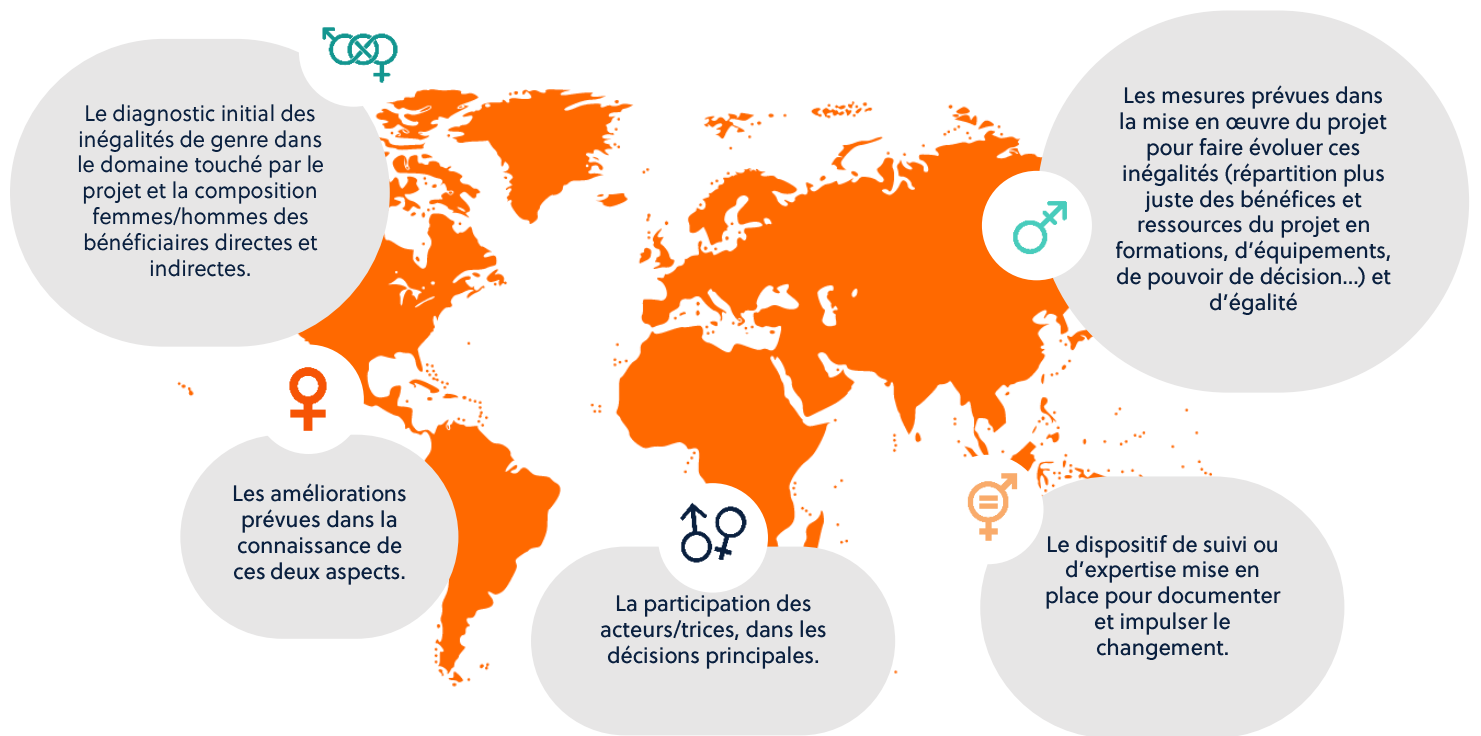 Le diagnostic initial des
inégalités de genre dans
le domaine touché par le
projet et la composition
femmes/hommes des
bénéficiaires directes et
indirectes.
Les mesures prévues dans
la mise en œuvre du projet
pour faire évoluer ces
inégalités (répartition plus
juste des bénéfices et
ressources du projet en
formations, d’équipements,
de pouvoir de décision...) et
d’égalité
Les améliorations
prévues dans la
connaissance de
ces deux aspects.
La participation des
acteurs/trices, dans les
décisions principales.
Le dispositif de suivi ou
d’expertise mise en
place pour documenter
et impulser le
changement.